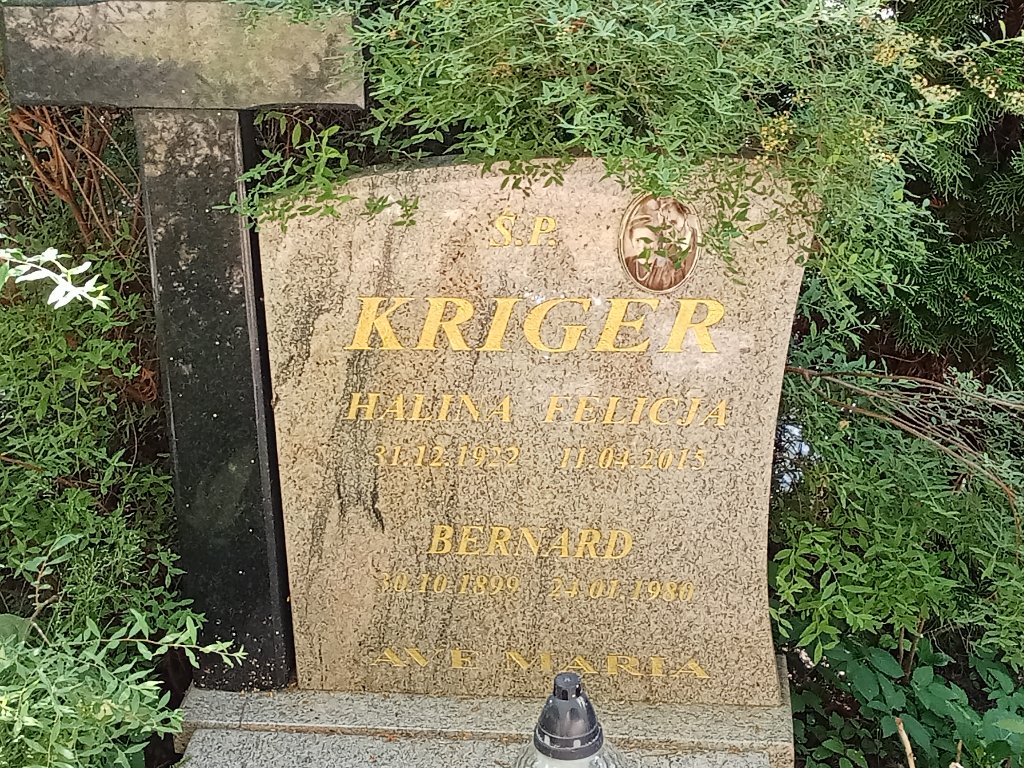 Ś.P.
KRIGER
HALINA FELICJA
31.12.1922 11.04.2015
BERNARD
30.10.1899 24.01.1980
AVE MARIA